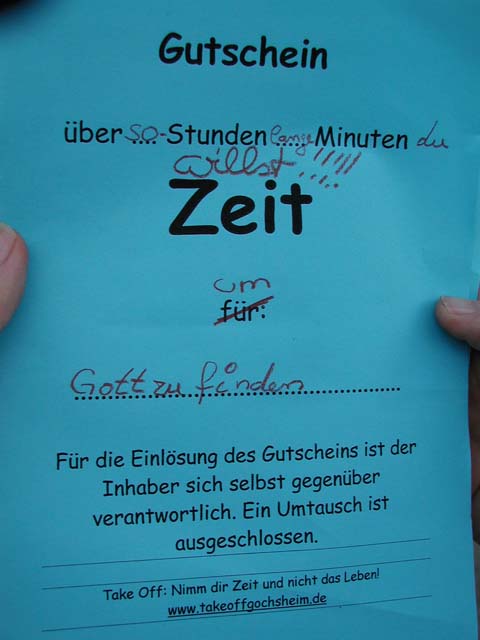 Gutschein
über so-Stunden lange Minuten du
willst!!!!!
Zeit
um
für:
Gott zu finden
Für die Einlösung des Gutscheins ist der
Inhaber sich selbst gegenüber
verantwortlich. Ein Umtausch ist
ausgeschlossen.
Take Off: Nimm dir Zeit und nicht das Leben!
www.takeoffgochsheim.de